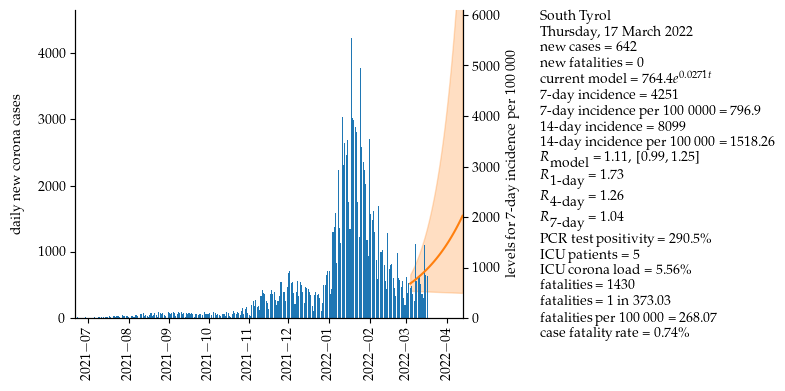 South Tyrol
Thursday, 17 March 2022
new cases = 642
new fatalities = 0
current model = 764.4e^{0.0271t}
7-day incidence = 4251
7-day incidence per 100 0000 = 796.9
14-day incidence = 8099
14-day incidence per 100 000 = 1518.26
R_model = 1.11, [0.99, 1.25]
R_1-day = 1.73
R_4-day = 1.26
R_7-day = 1.04
PCR test positivity = 290.5%
ICU patients = 5
ICU corona load = 5.56%
fatalities = 1430
fatalities = 1 in 373.03
fatalities per 100 000 = 268.07
case fatality rate = 0.74%
daily new corona cases
4000
3000
2000
1000
0
levels for 7-day incidence per 100 000
6000
5000
4000
3000
2000
1000
0
2021−07
2021−08
2021−09
2021−10
2021−11
2021−12
2022−01
2022−02
2022−03
2022−04